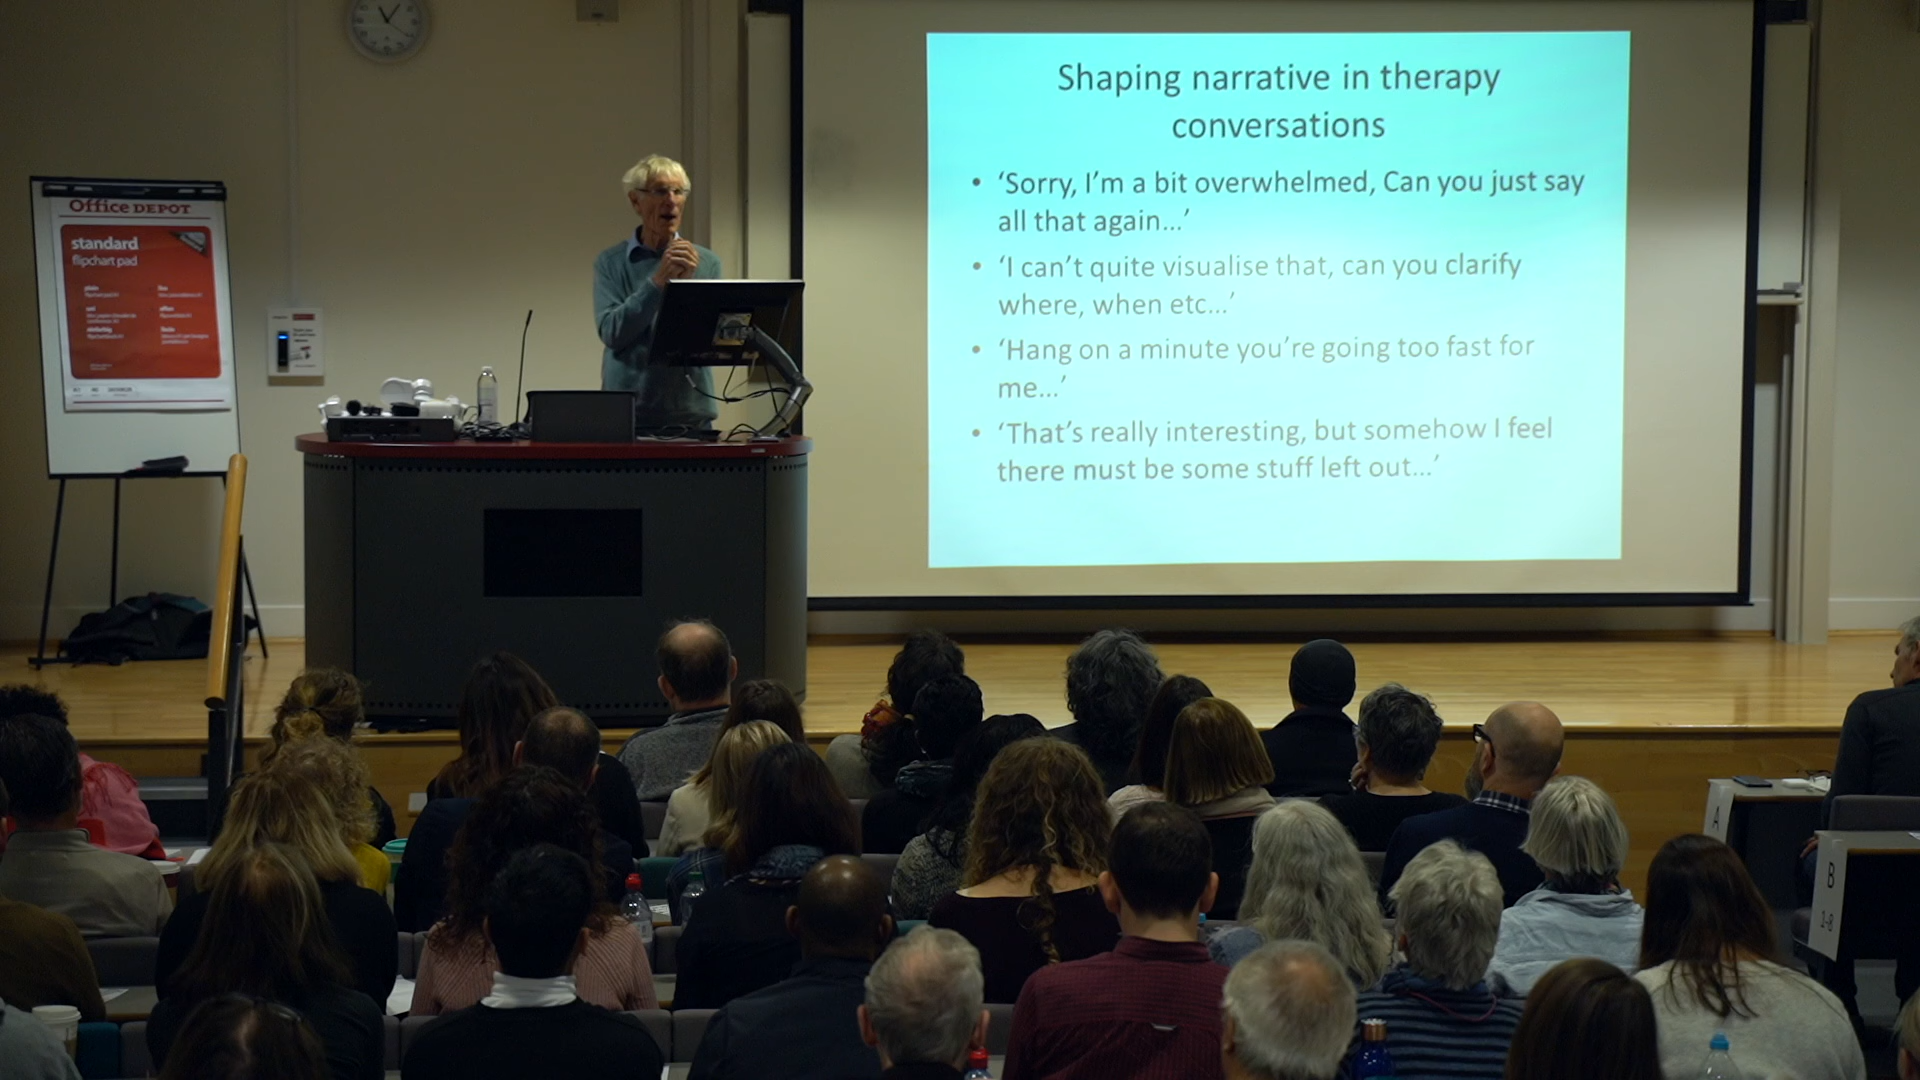 Office DEPOT
standard
flipchart pad
Shaping narrative in therapy
conversations
• ‘Sorry, I’m a bit overwhelmed, Can you just say
all that again...’
• ‘I can’t quite visualise that, can you clarify
where, when etc...’
• ‘Hang on a minute you’re going too fast for
me...’
• ‘That’s really interesting, but somehow I feel
there must be some stuff left out...’
A
B
1-8